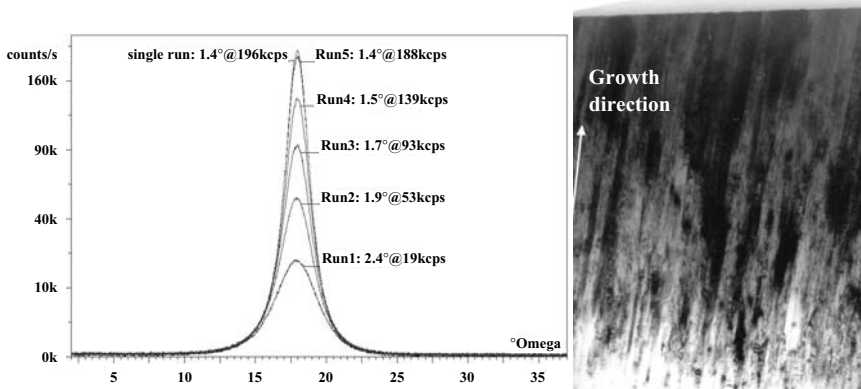 counts/s
single run: 1.4°@196kcps
Run5: 1.4°@188kcps
160k
Run4: 1.5°@139kcps
Run3: 1.7°@93kcps
90k
Run2: 1.9°@53kcps
40k
Run1: 2.4°@19kcps
10k
°Omega
0k
5 10 15 20 25 30 35
Growth
direction